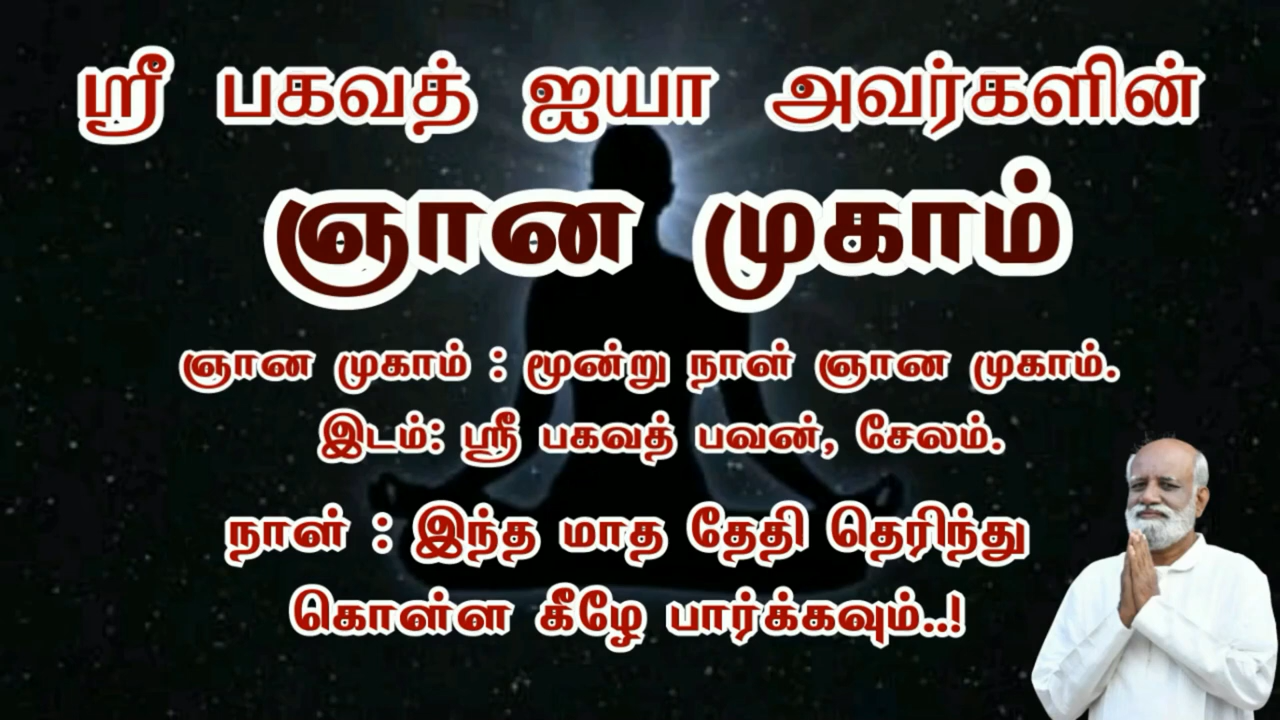 ஸ்ரீ பகவத் ஐயா அவர்களின்
ஞான முகாம்
ஞான முகாம் : மூன்று நாள் ஞான முகாம்.
இடம்: ஸ்ரீ பகவத் பவன், சேலம்.
நாள் : இந்த மாத தேதி தெரிந்து
கொள்ள கீழே பார்க்கவும்..!